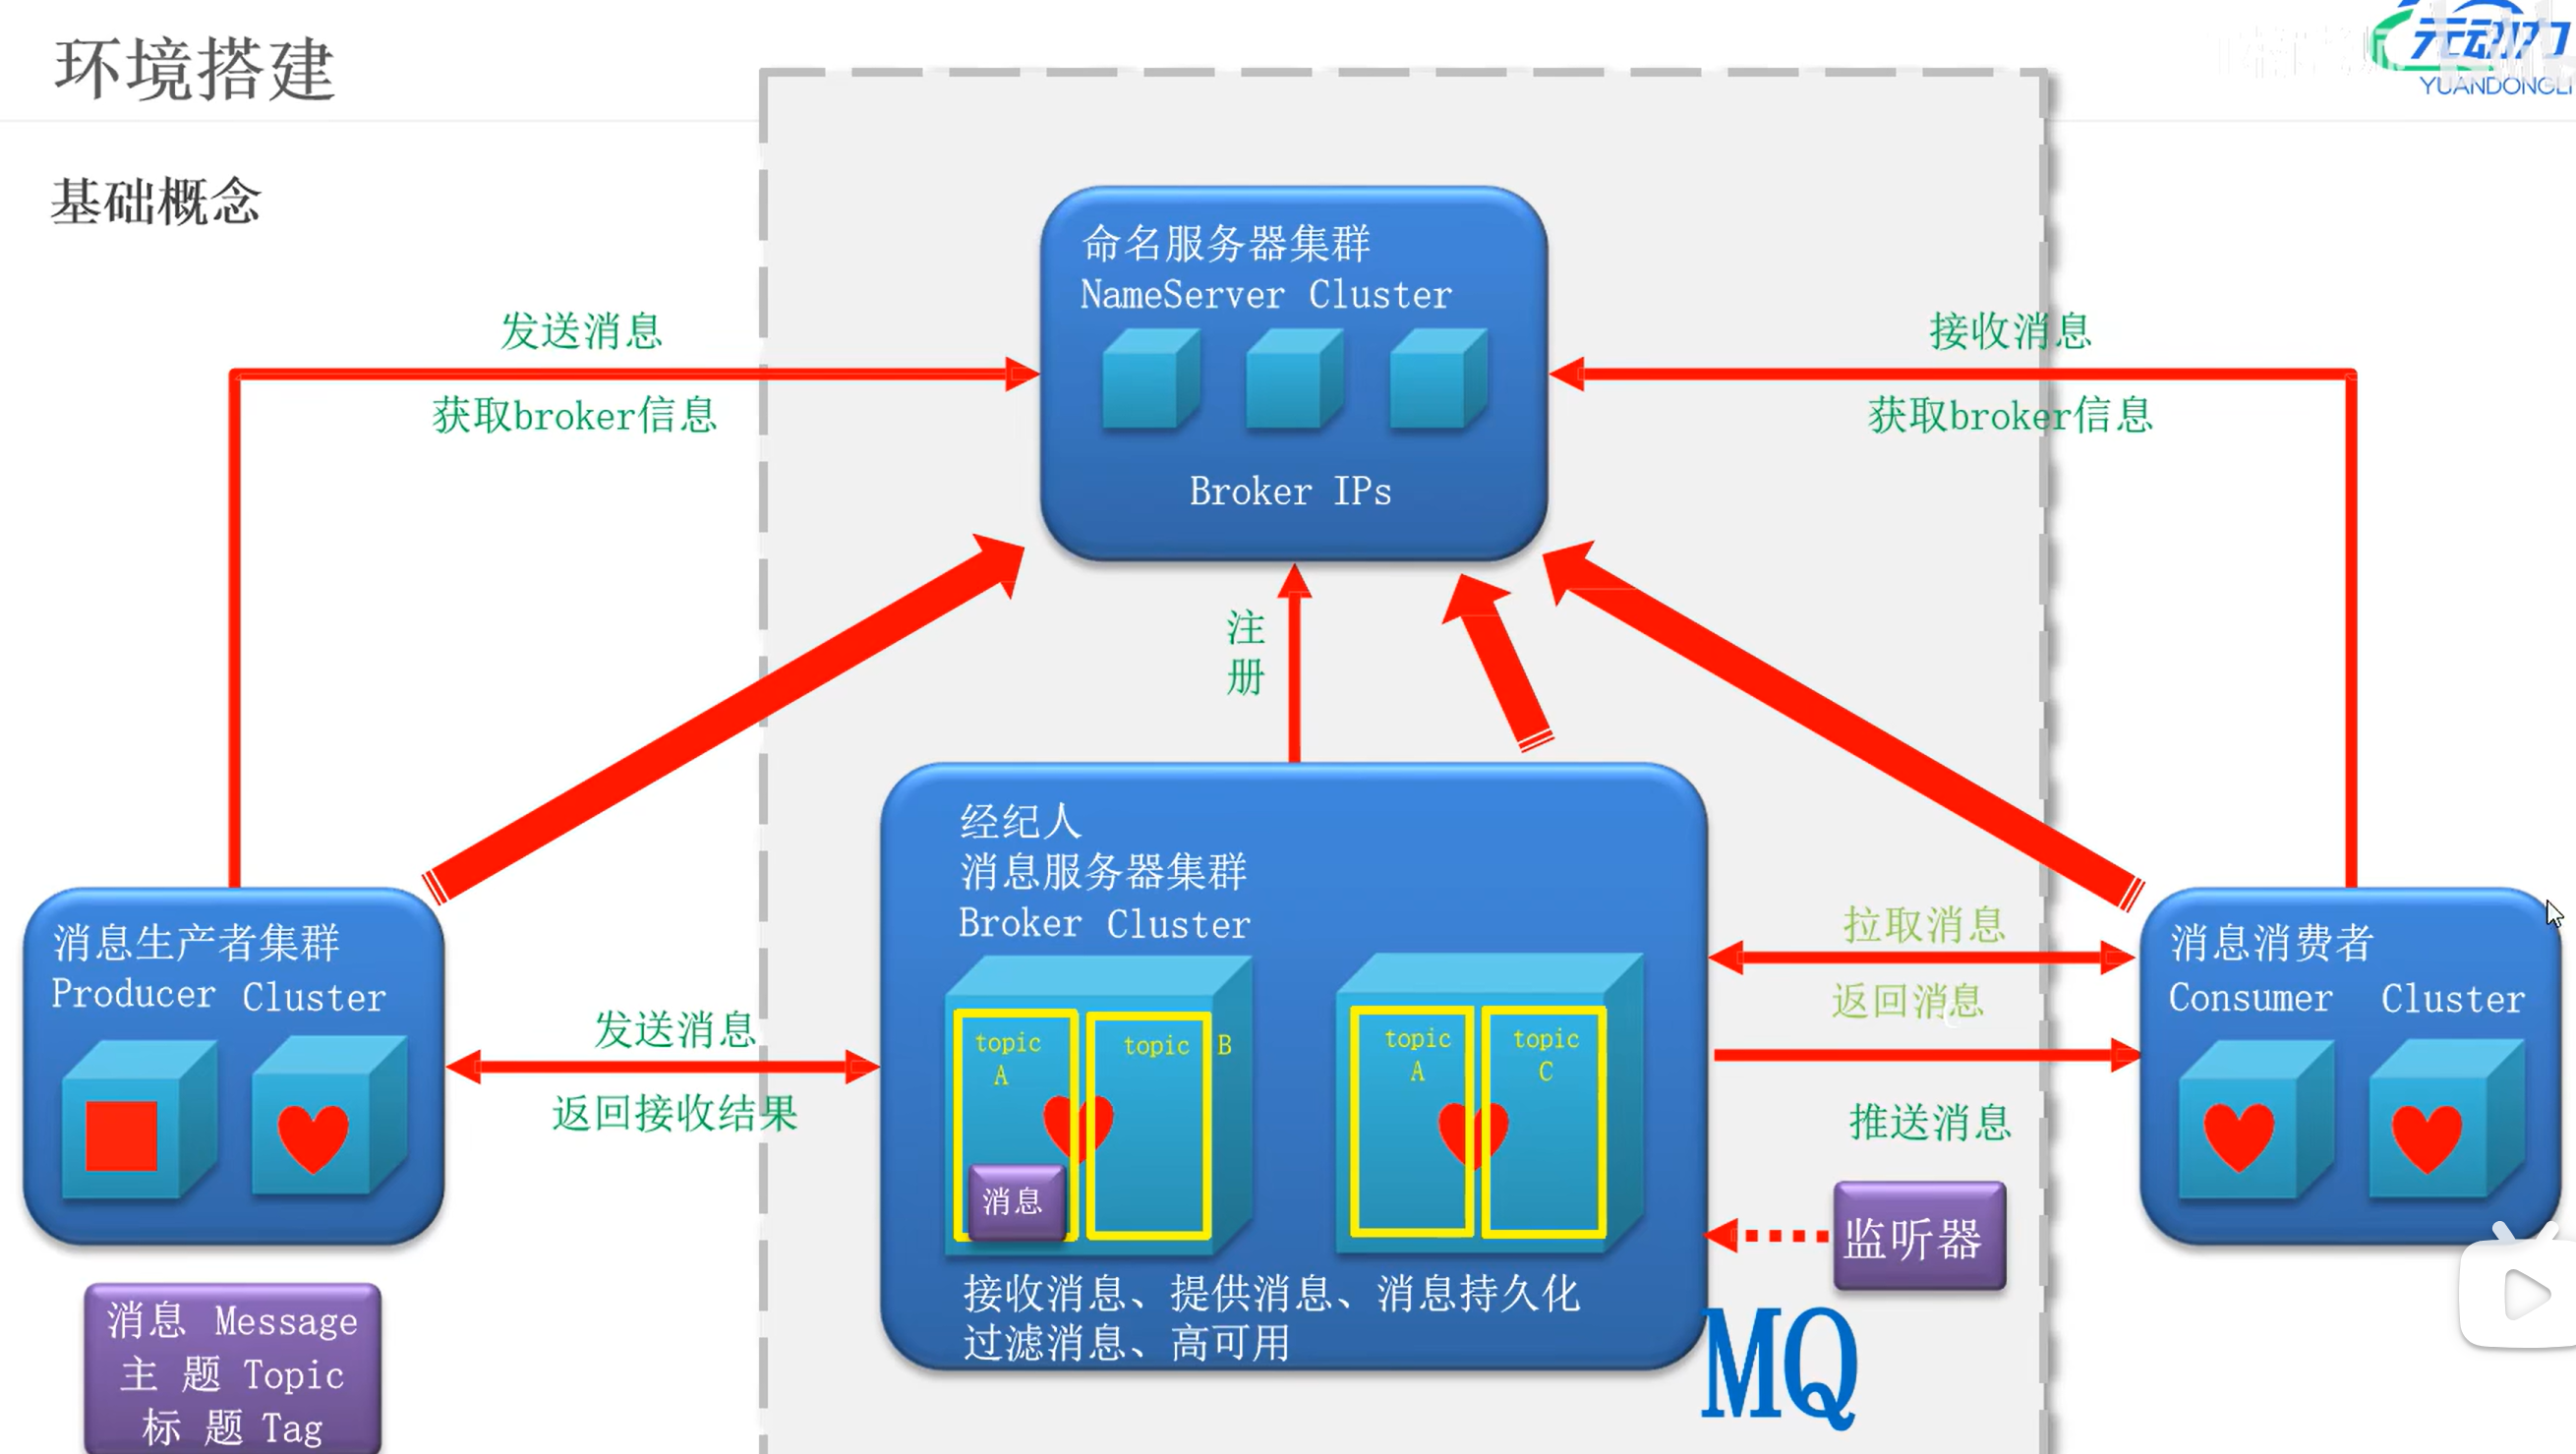 环境搭建
元动力
YUANDONGLI
基础概念
命名服务器集群
NameServer Cluster
Broker IPs
发送消息
获取broker信息
接收消息
获取broker信息
注
册
经纪人
消息服务器集群
Broker Cluster
topic
A
topic B
消息
topic
A
topic
C
接收消息、提供消息、消息持久化
过滤消息、高可用
消息生产者集群
Producer Cluster
发送消息
返回接收结果
拉取消息
返回消息
推送消息
监听器
消息消费者
Consumer Cluster
MQ
消息 Message
主 题 Topic
标 题 Tag